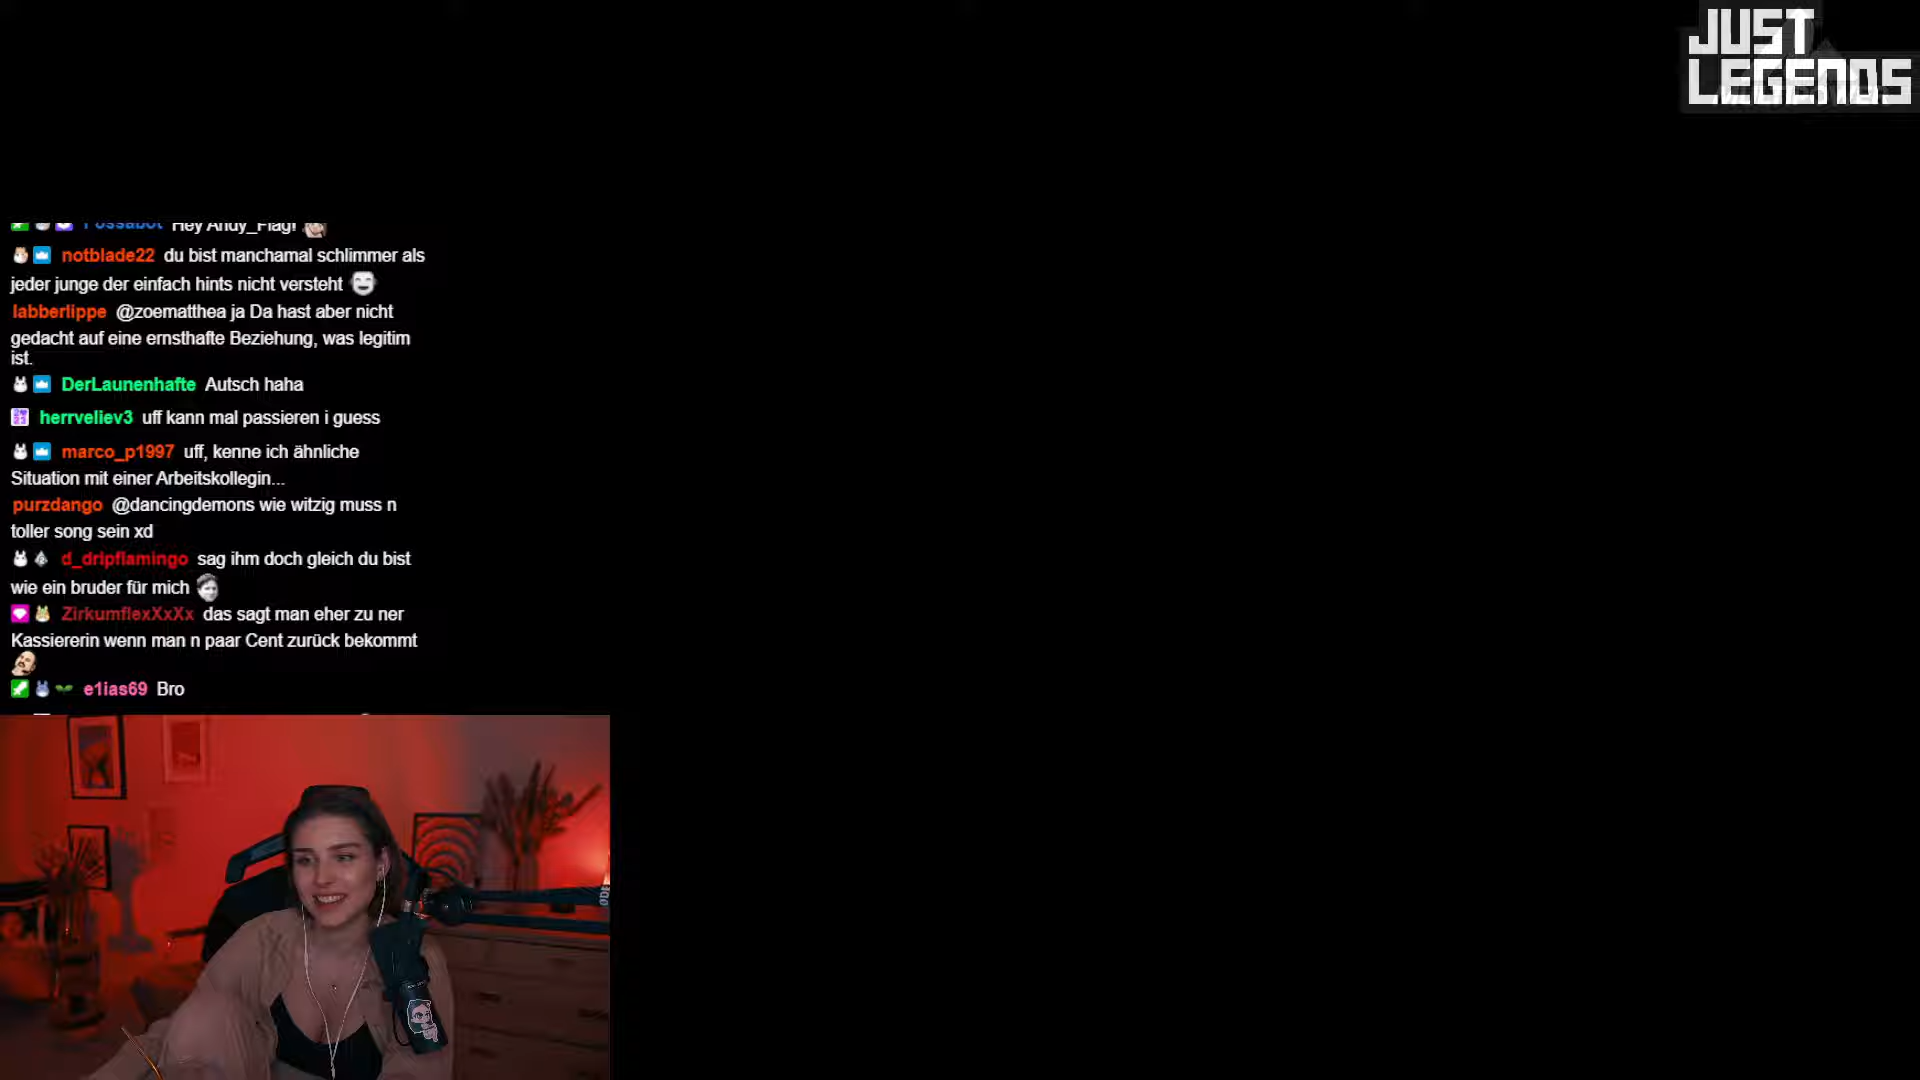 JUST
LEGENDS
Fossabot Hey Andy_Flag!
notblade22 du bist manchamal schlimmer als
jeder junge der einfach hints nicht versteht
labberlippe @zoematthea ja Da hast aber nicht
gedacht auf eine ernsthafte Beziehung, was legitim
ist.
DerLaunenhafte Autsch haha
herrveliev3 uff kann mal passieren i guess
marco_p1997 uff, kenne ich ähnliche
Situation mit einer Arbeitskollegin...
purzdango @dancingdemons wie witzig muss n
toller song sein xd
d_dripflamingo sag ihm doch gleich du bist
wie ein bruder für mich
ZirkumflexXxXx das sagt man eher zu ner
Kassiererin wenn man n paar Cent zurück bekommt
e1ias69 Bro